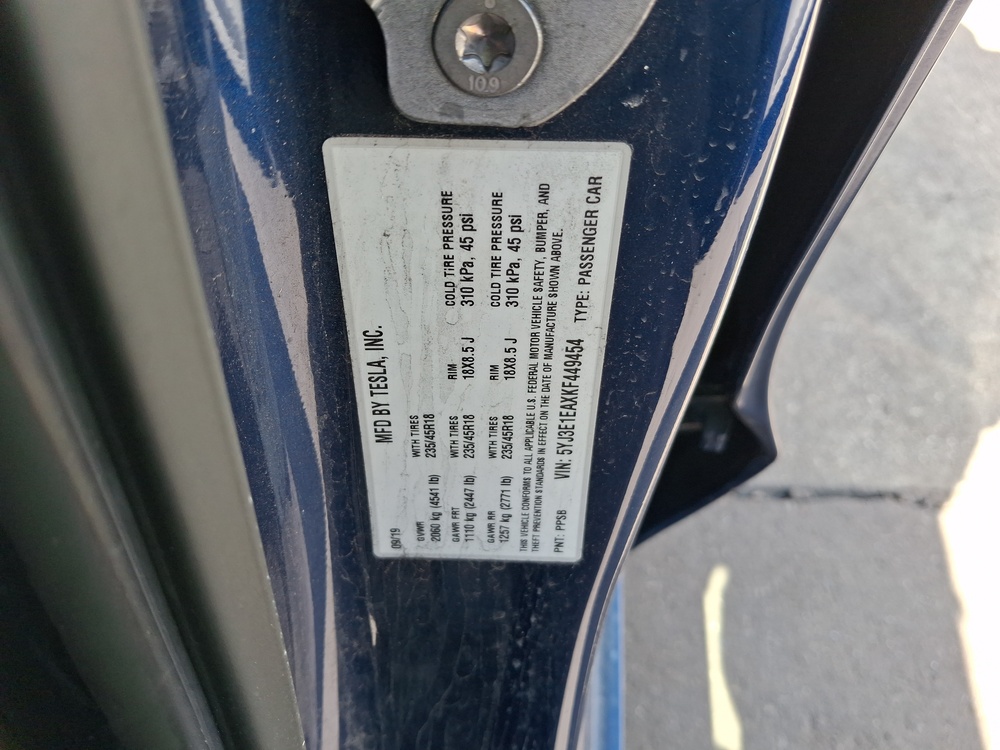 10.9
MFD BY TESLA, INC.
09/19
GVWR WITH TIRES
2060 kg (4541 lb) 235/45R18
GAWR FRT WITH TIRES RIM COLD TIRE PRESSURE
1110 kg (2447 lb) 235/45R18 18X8.5 J 310 kPa, 45 psi
GAWR RR WITH TIRES RIM COLD TIRE PRESSURE
1257 kg (2771 lb) 235/45R18 18X8.5 J 310 kPa, 45 psi
THIS VEHICLE CONFORMS TO ALL APPLICABLE U.S. FEDERAL MOTOR VEHICLE SAFETY, BUMPER, AND
THEFT PREVENTION STANDARDS IN EFFECT ON THE DATE OF MANUFACTURE SHOWN ABOVE.
PNT: PPSB VIN: 5YJ3E1EAXKF449454 TYPE: PASSENGER CAR